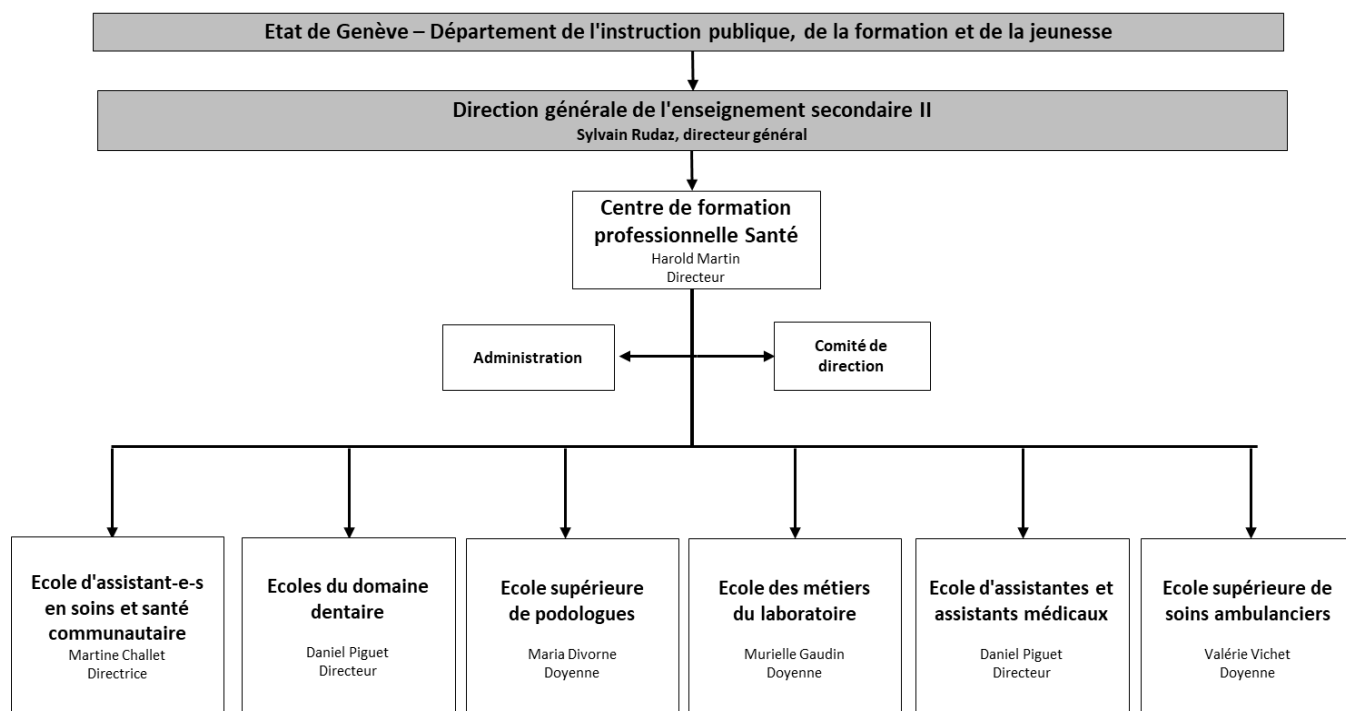 Etat de Genève – Département de l'instruction publique, de la formation et de la jeunesse
Direction générale de l'enseignement secondaire II
Sylvain Rudaz, directeur général
Centre de formation
professionnelle Santé
Harold Martin
Directeur
Administration
Comité de
direction
Ecole d'assistant-e-s
en soins et santé
communautaire
Martine Challet
Directrice
Ecoles du domaine
dentaire
Daniel Piguet
Directeur
Ecole supérieure
de podologues
Maria Divorne
Doyenne
Ecole des métiers
du laboratoire
Murielle Gaudin
Doyenne
Ecole d'assistantes et
assistants médicaux
Daniel Piguet
Directeur
Ecole supérieure de
soins ambulanciers
Valérie Vichet
Doyenne